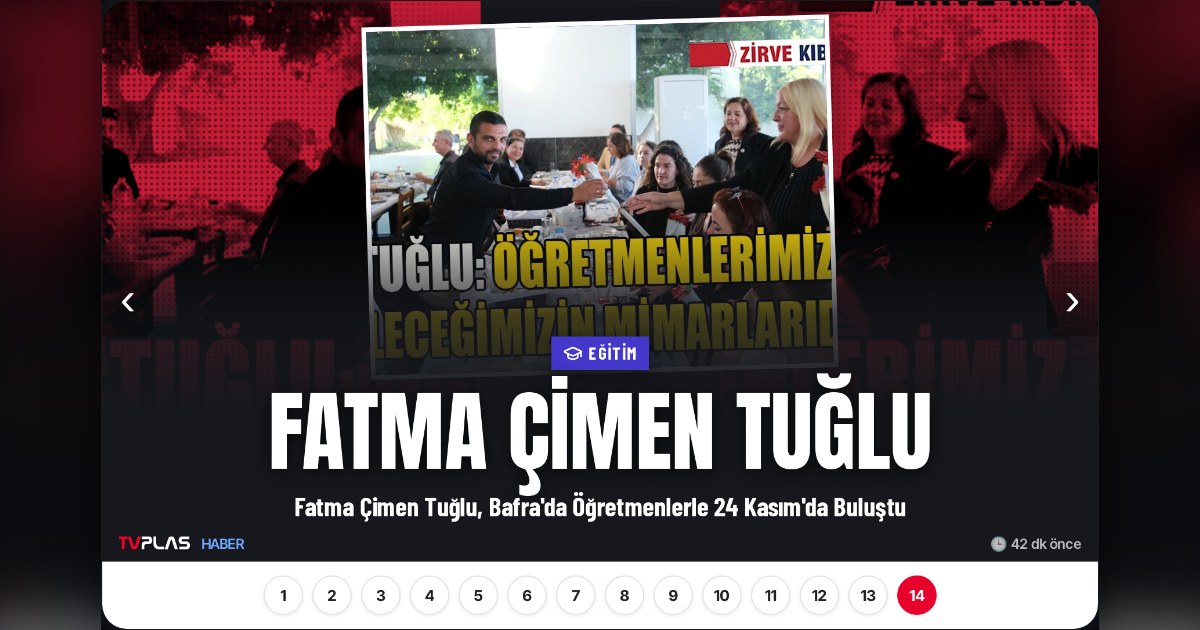 ZİRVE KIB
TUĞLU: ÖĞRETMENLERİMİZ
LECEĞİMİZİN MİMARLARID
EĞİTİM
FATMA ÇİMEN TUĞLU
Fatma Çimen Tuğlu, Bafra'da Öğretmenlerle 24 Kasım'da Buluştu
TVPLAS HABER
42 dk önce
1 2 3 4 5 6 7 8 9 10 11 12 13 14